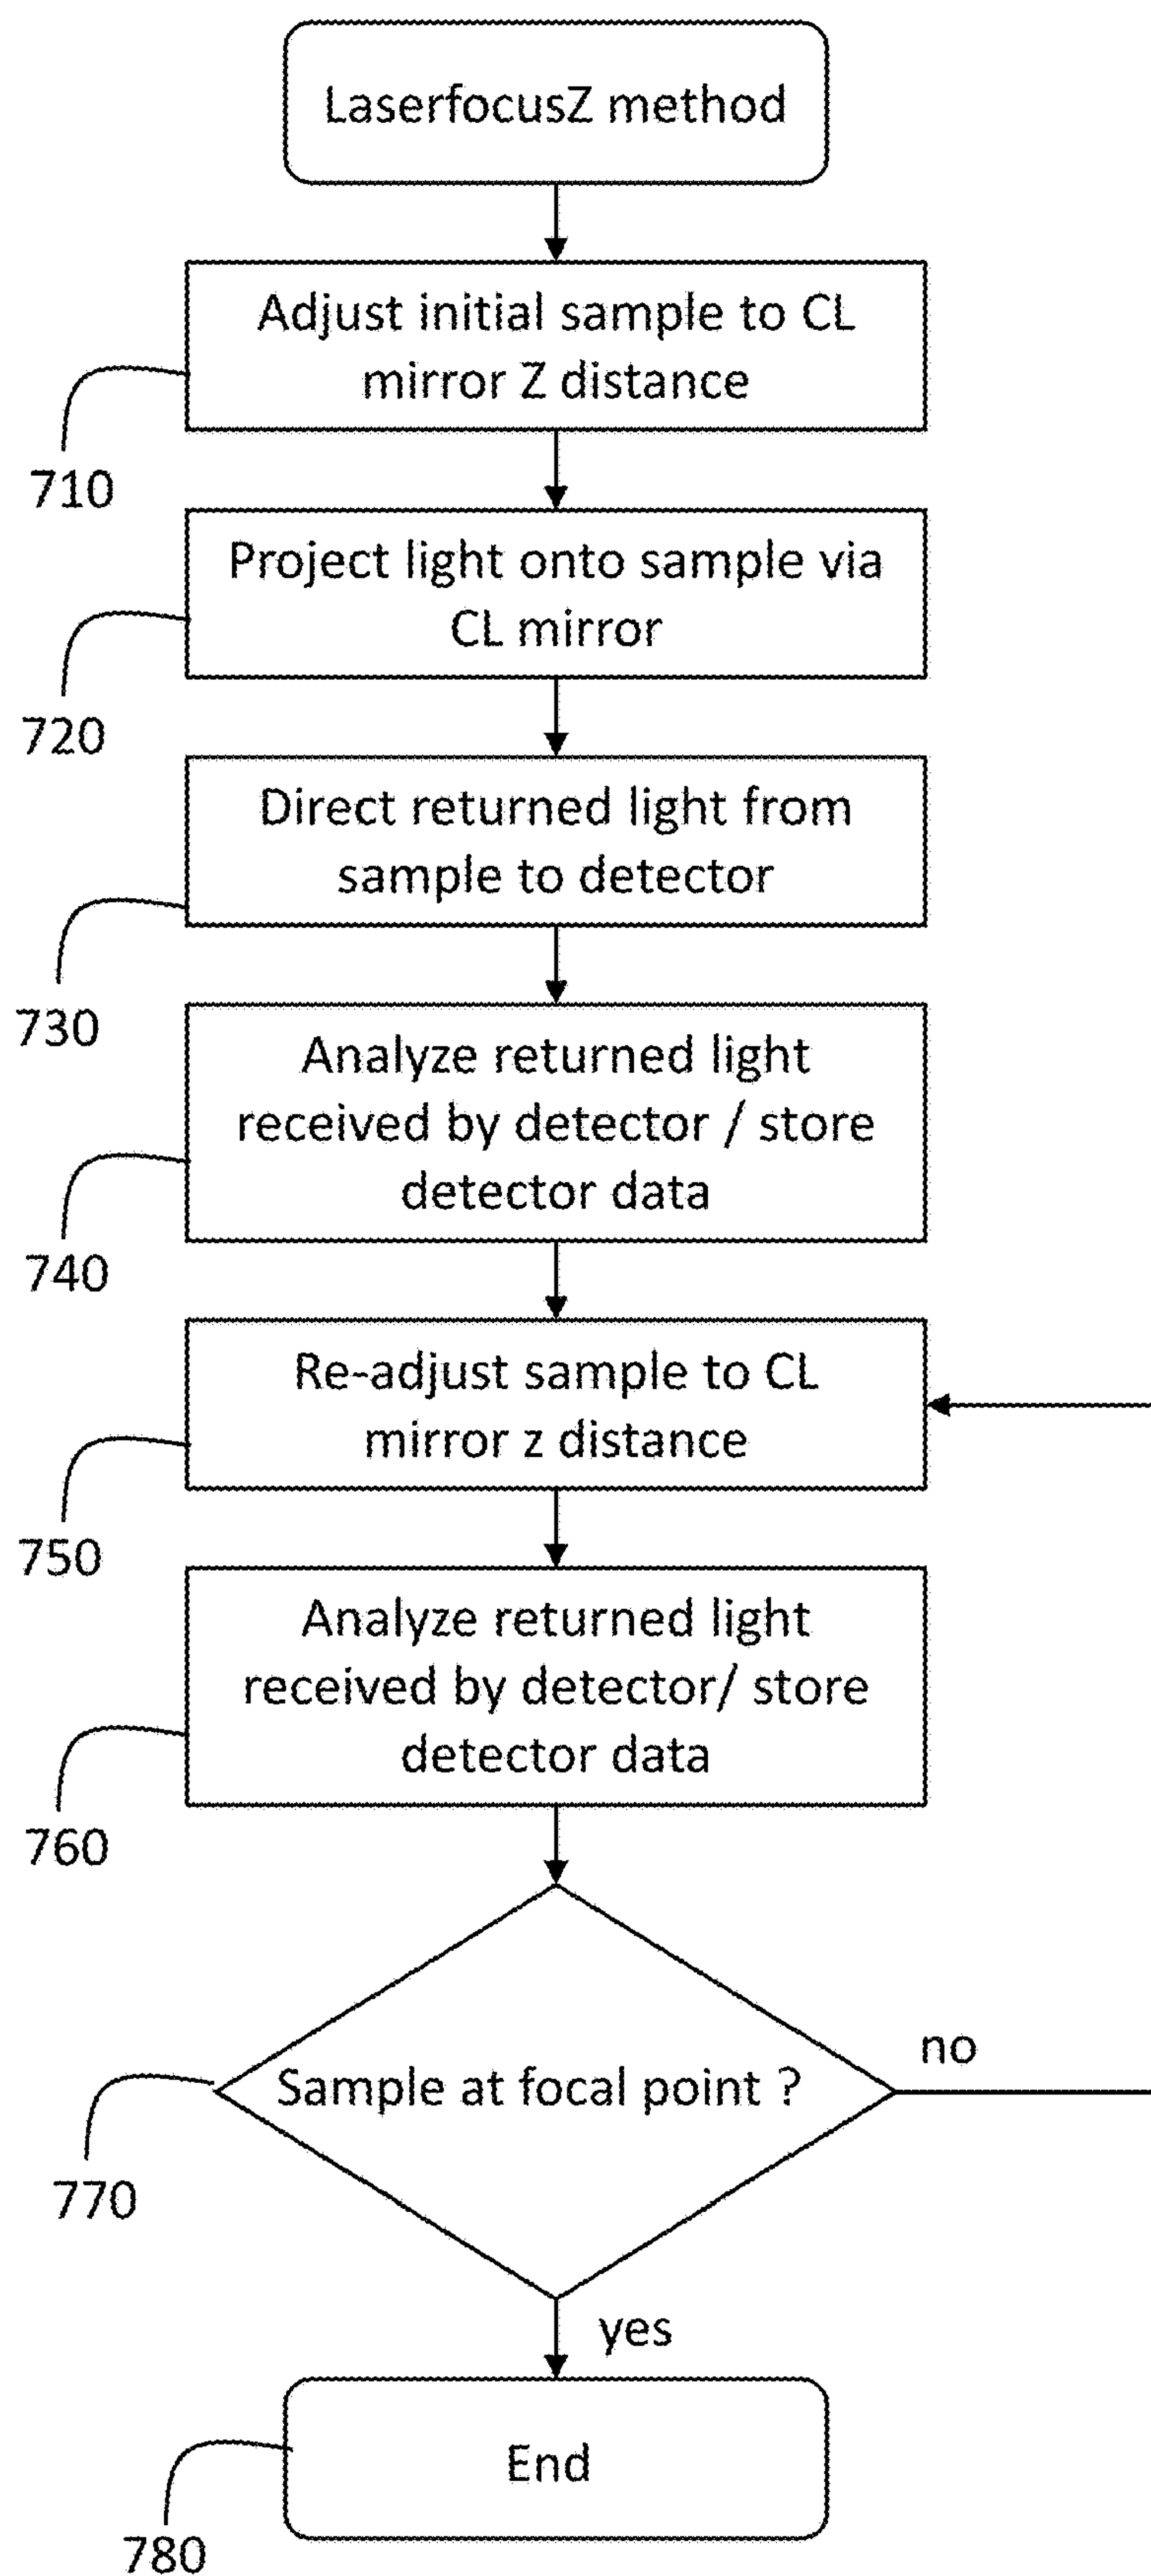 LaserfocusZ method
Adjust initial sample to CL
mirror Z distance
710
Project light onto sample via
CL mirror
720
Direct returned light from
sample to detector
730
Analyze returned light
received by detector / store
detector data
740
Re-adjust sample to CL
mirror z distance
750
Analyze returned light
received by detector/ store
detector data
760
no
Sample at focal point ?
770
yes
End
780